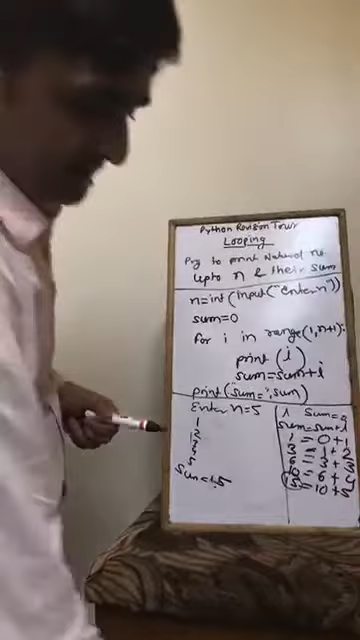 Python Revision Tour
Looping
Prg to print Natural no
upto n & their sum
n=int(input("Enter n"))
sum=0
for i in range(1,n+1):
print(i)
sum=sum+i
print("Sum=",sum)
Enter n=5
1
2
3
4
5
Sum=15
i Sum=
sum=sum+i
1 = 0+1
3 = 1+2
6 = 3+3
10 = 6+4
15 = 10+5